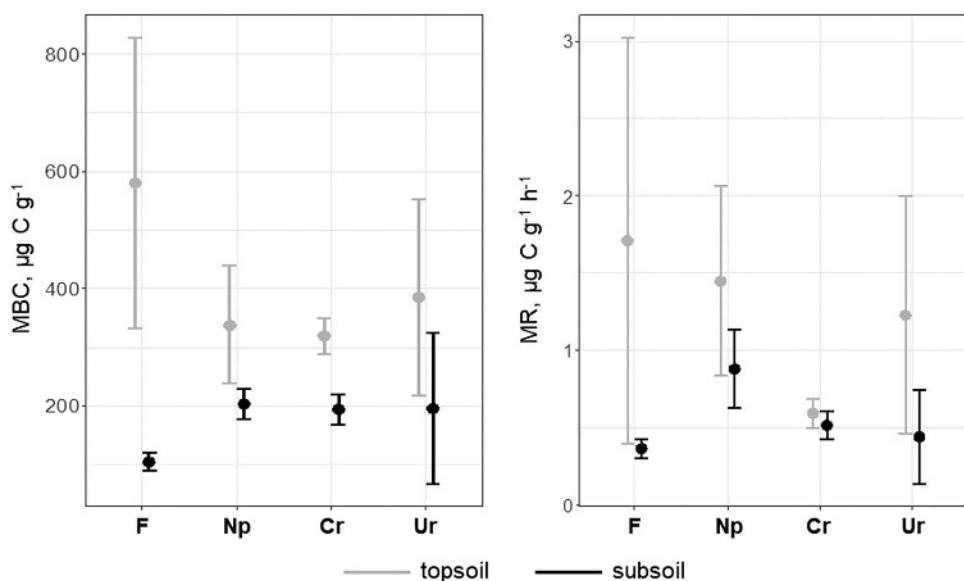 MBC, µg C g⁻¹
800
600
400
200
F Np Cr Ur
MR, µg C g⁻¹ h⁻¹
3
2
1
0
F Np Cr Ur
topsoil subsoil